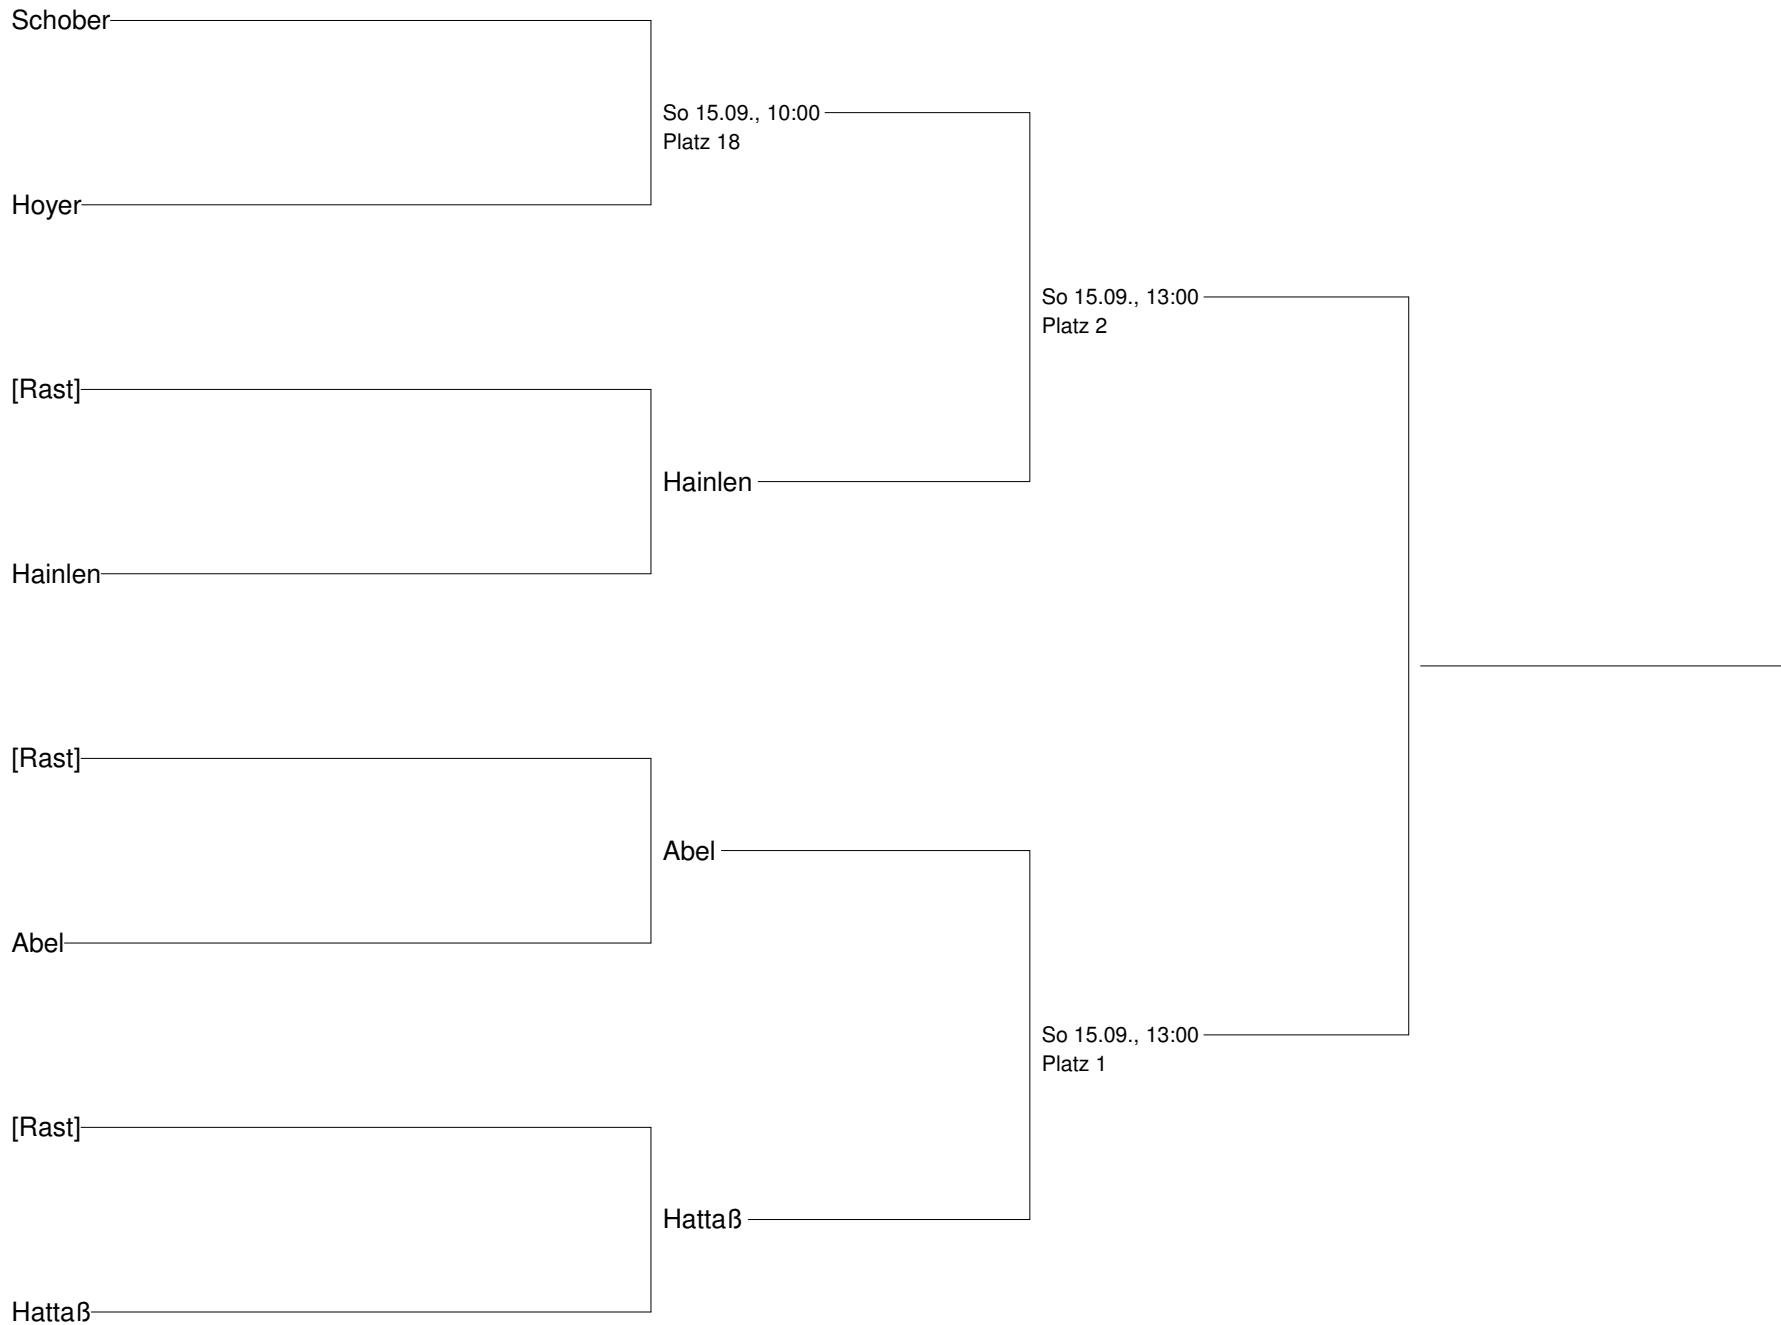 Schober
So 15.09., 10:00
Platz 18
Hoyer
So 15.09., 13:00
Platz 2
[Rast]
Hainlen
Hainlen
[Rast]
Abel
Abel
So 15.09., 13:00
Platz 1
[Rast]
Hattaß
Hattaß